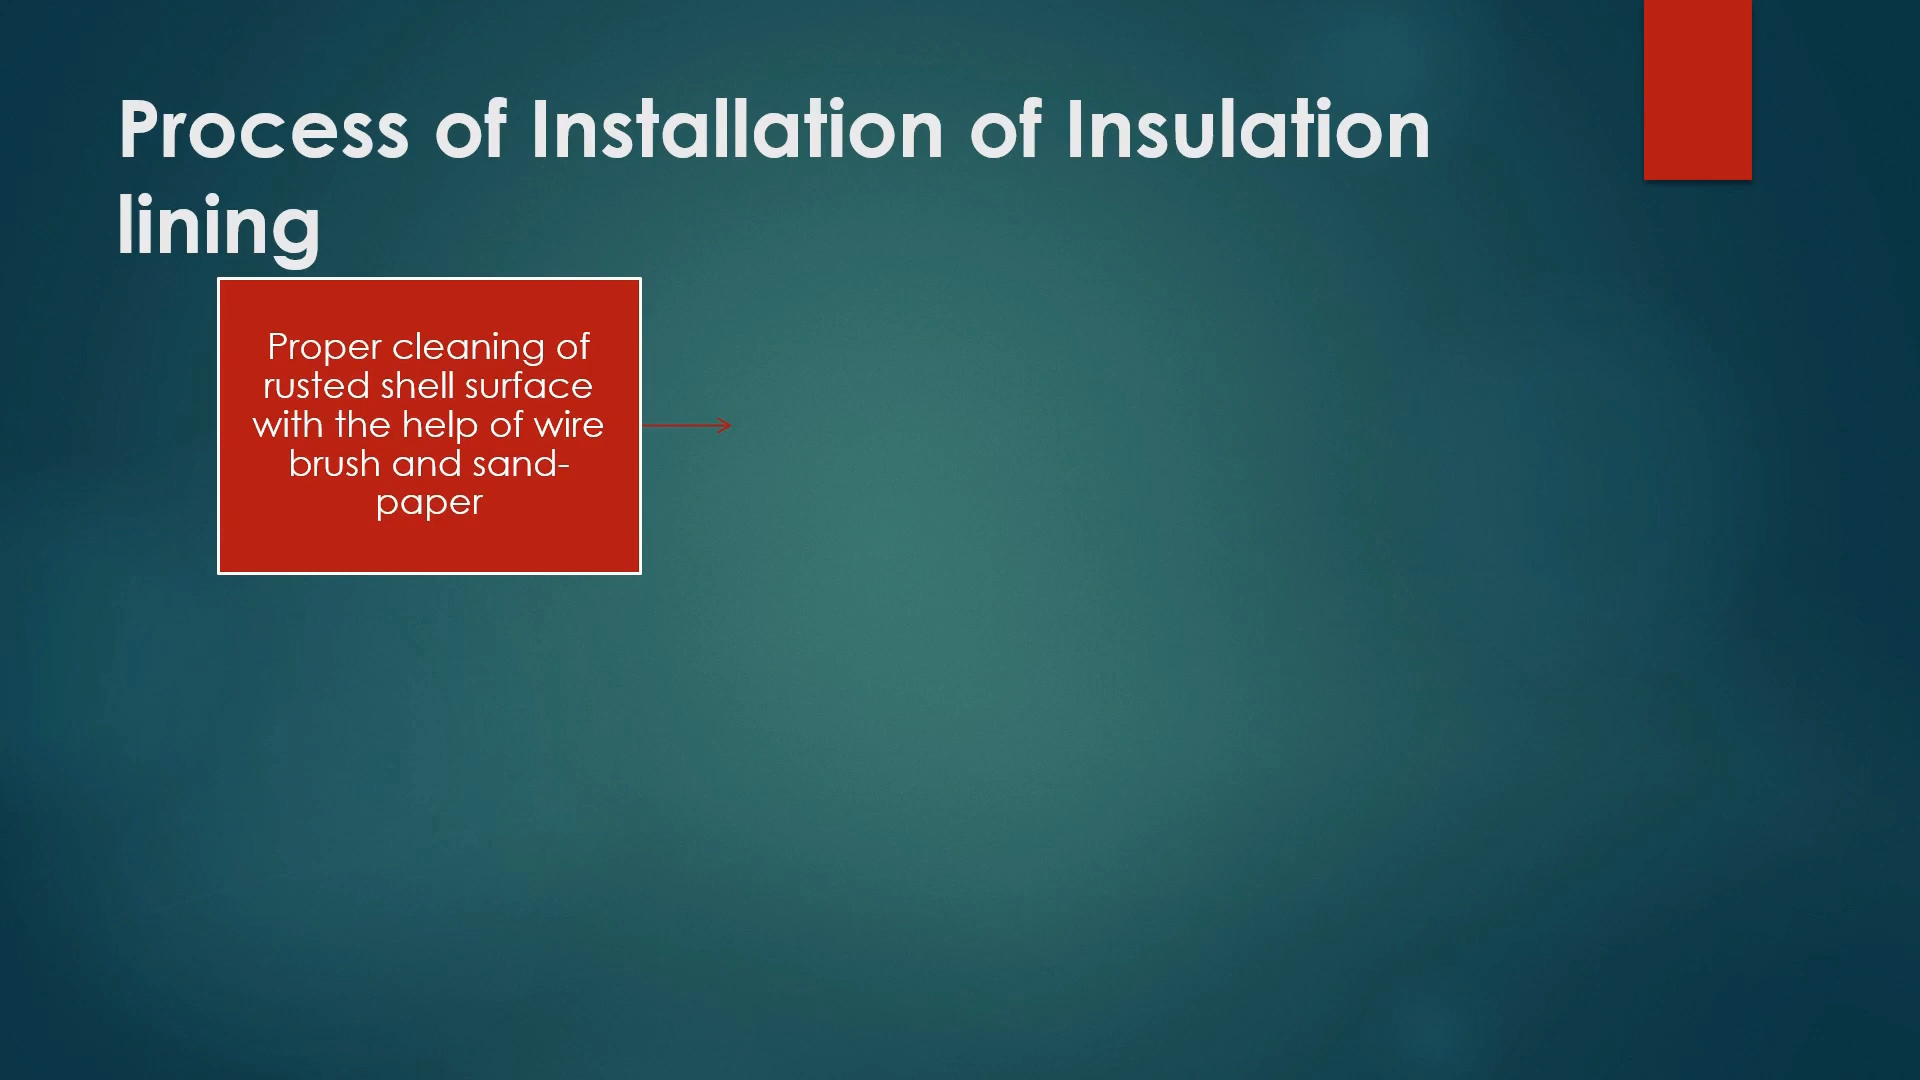 Process of Installation of Insulation
lining
Proper cleaning of
rusted shell surface
with the help of wire
brush and sand-
paper